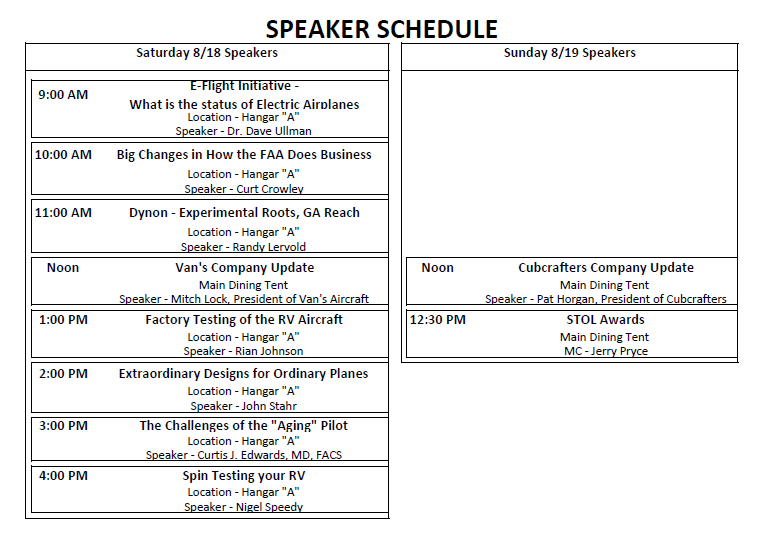 SPEAKER SCHEDULE
Saturday 8/18 Speakers
9:00 AM
E-Flight Initiative -
What is the status of Electric Airplanes
Location - Hangar "A"
Speaker - Dr. Dave Ullman
10:00 AM
Big Changes in How the FAA Does Business
Location - Hangar "A"
Speaker - Curt Crowley
11:00 AM
Dynon - Experimental Roots, GA Reach
Location - Hangar "A"
Speaker - Randy Lervold
Noon
Van's Company Update
Main Dining Tent
Speaker - Mitch Lock, President of Van's Aircraft
1:00 PM
Factory Testing of the RV Aircraft
Location - Hangar "A"
Speaker - Rian Johnson
2:00 PM
Extraordinary Designs for Ordinary Planes
Location - Hangar "A"
Speaker - John Stahr
3:00 PM
The Challenges of the "Aging" Pilot
Location - Hangar "A"
Speaker - Curtis J. Edwards, MD, FACS
4:00 PM
Spin Testing your RV
Location - Hangar "A"
Speaker - Nigel Speedy
Sunday 8/19 Speakers
Noon
Cubcrafters Company Update
Main Dining Tent
Speaker - Pat Horgan, President of Cubcrafters
12:30 PM
STOL Awards
Main Dining Tent
MC - Jerry Pryce